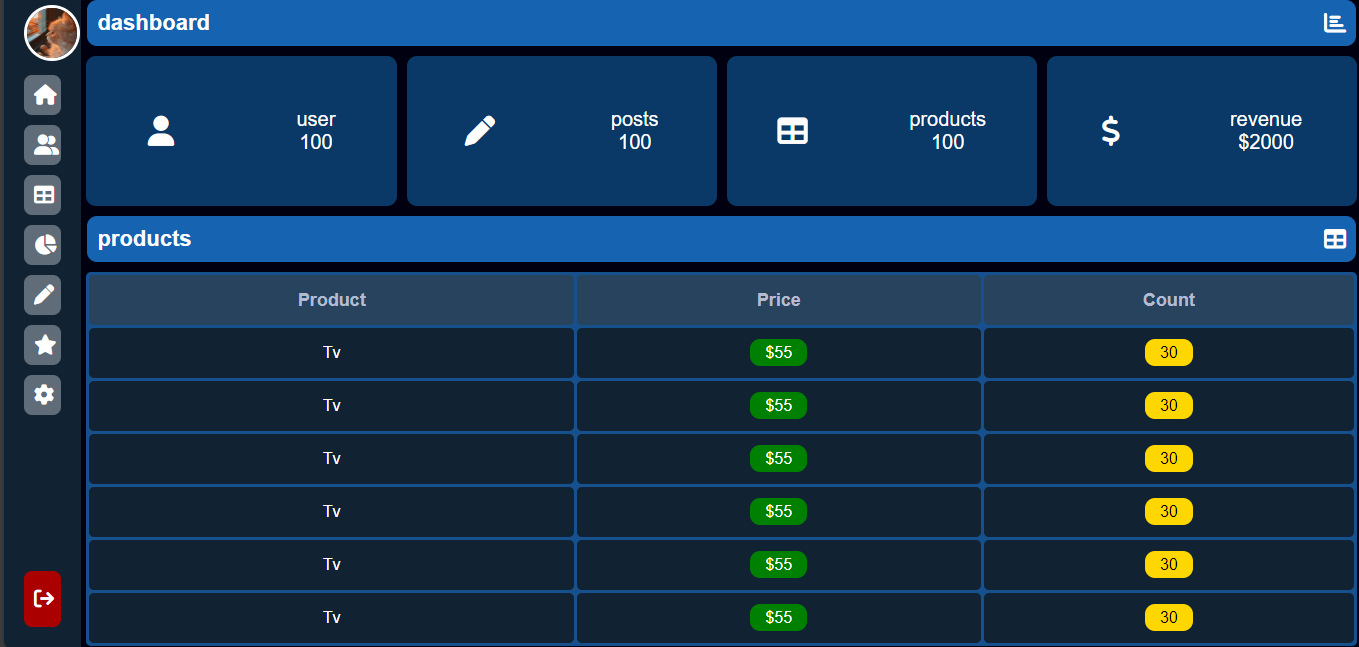 dashboard
user
100
posts
100
products
100
revenue
$2000
products
Product Price Count
Tv $55 30
Tv $55 30
Tv $55 30
Tv $55 30
Tv $55 30
Tv $55 30